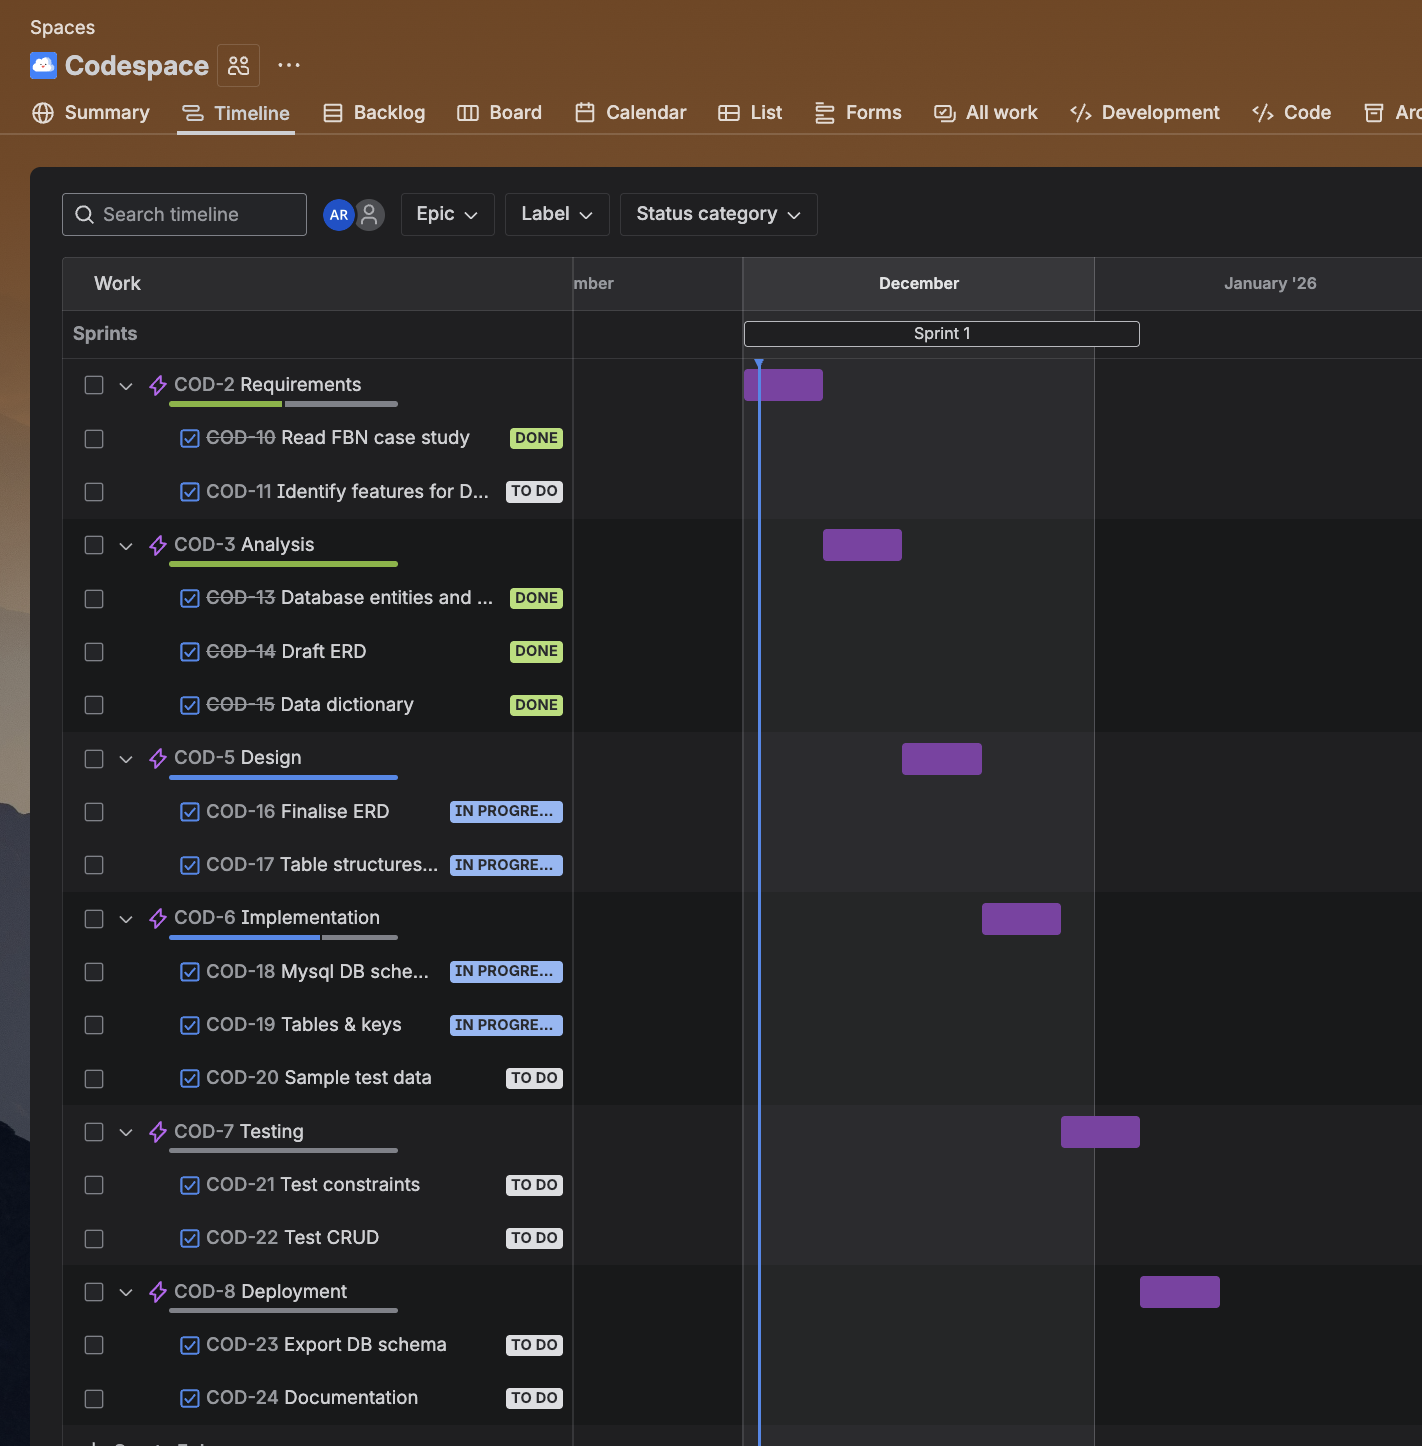 Spaces
Codespace
Summary Timeline Backlog Board Calendar List Forms All work Development Code
Search timeline AR Epic Label Status category
Work mber December January '26
Sprints Sprint 1
COD-2 Requirements
COD-10 Read FBN case study DONE
COD-11 Identify features for D... TO DO
COD-3 Analysis
COD-13 Database entities and ... DONE
COD-14 Draft ERD DONE
COD-15 Data dictionary DONE
COD-5 Design
COD-16 Finalise ERD IN PROGRE...
COD-17 Table structures... IN PROGRE...
COD-6 Implementation
COD-18 Mysql DB sche... IN PROGRE...
COD-19 Tables & keys IN PROGRE...
COD-20 Sample test data TO DO
COD-7 Testing
COD-21 Test constraints TO DO
COD-22 Test CRUD TO DO
COD-8 Deployment
COD-23 Export DB schema TO DO
COD-24 Documentation TO DO